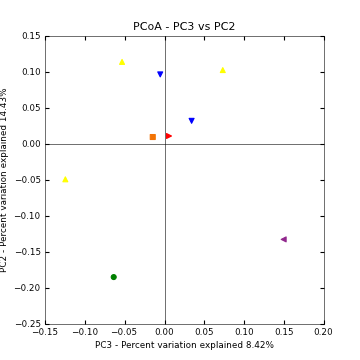 PCoA - PC3 vs PC2
0.15
0.10
0.05
0.00
−0.05
−0.10
−0.15
−0.20
−0.25
PC2 - Percent variation explained 14.43%
−0.15 −0.10 −0.05 0.00 0.05 0.10 0.15 0.20
PC3 - Percent variation explained 8.42%